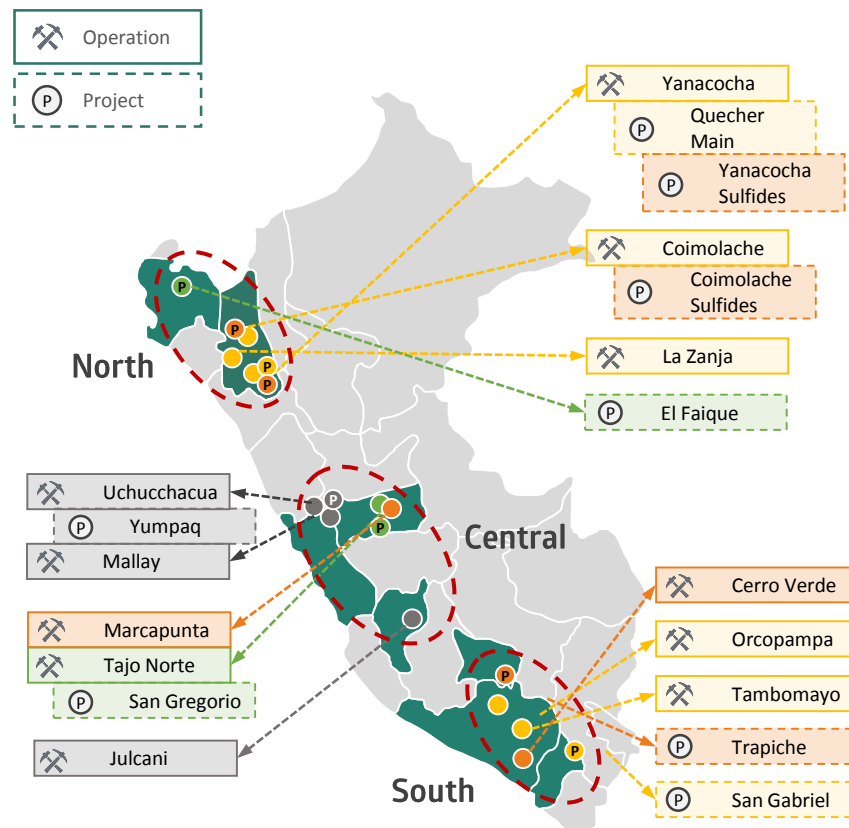 Operation
P Project
Yanacocha
P Quecher
Main
P Yanacocha
Sulfides
Coimolache
P Coimolache
Sulfides
La Zanja
P El Faique
P
P
P
P
North
Uchucchacua
P Yumpaq
Mallay
P
P
Central
Marcapunta
Tajo Norte
P San Gregorio
Julcani
Cerro Verde
Orcopampa
Tambomayo
P Trapiche
P San Gabriel
P
P
South